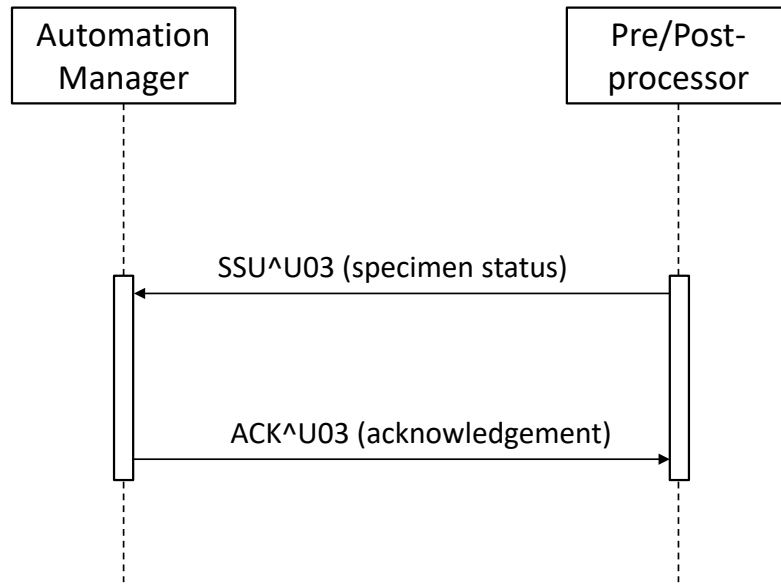 Automation
Manager
Pre/Post-
processor
SSU^U03 (specimen status)
ACK^U03 (acknowledgement)